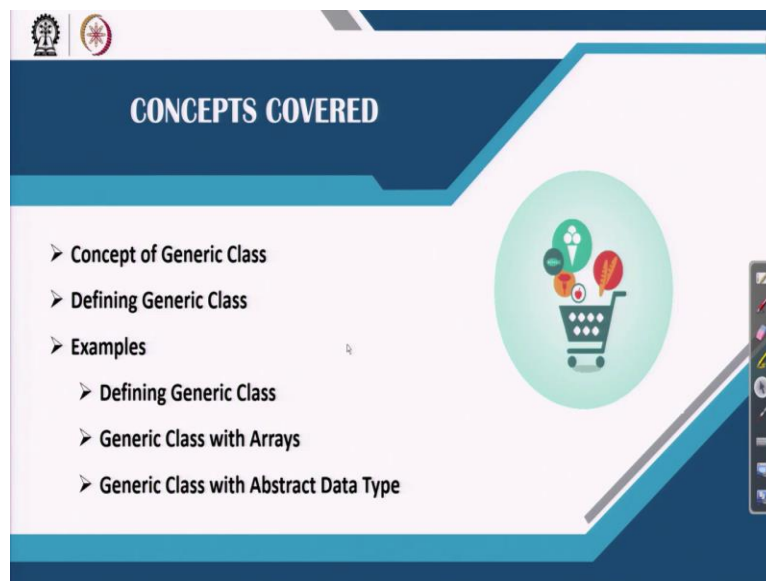 CONCEPTS COVERED
➤ Concept of Generic Class
➤ Defining Generic Class
➤ Examples
➤ Defining Generic Class
➤ Generic Class with Arrays
➤ Generic Class with Abstract Data Type